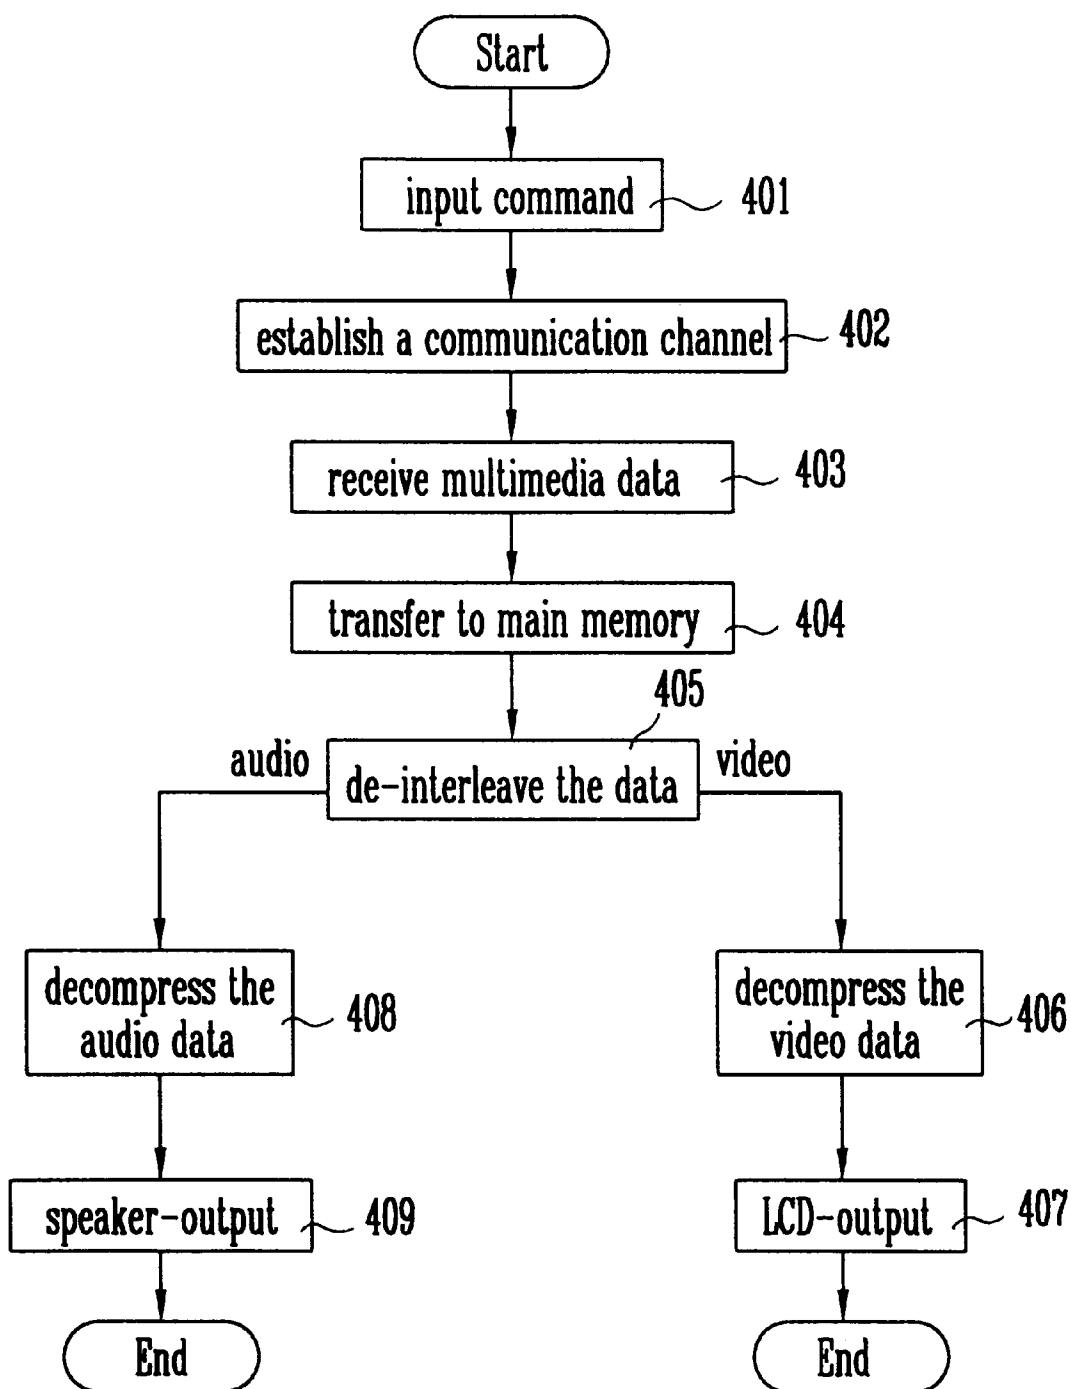 Start
input command
401
establish a communication channel
402
receive multimedia data
403
transfer to main memory
404
405
audio
de-interleave the data
video
decompress the
audio data
408
decompress the
video data
406
speaker-output
409
LCD-output
407
End
End